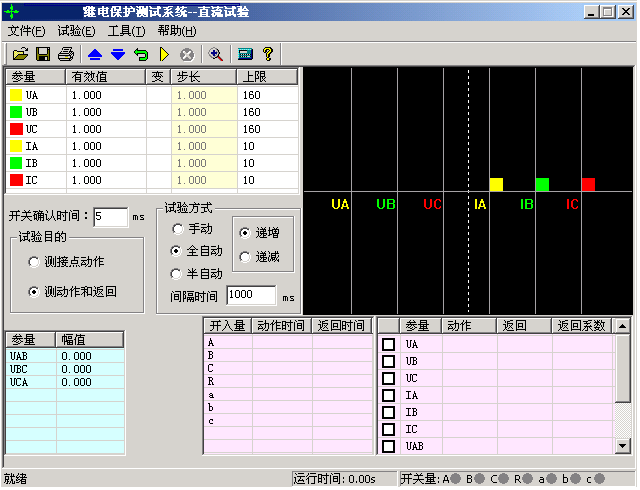 继电保护测试系统--直流试验
文件(F) 试验(E) 工具(T) 帮助(H)
参量 有效值 变 步长 上限
UA 1.000 1.000 160
UB 1.000 1.000 160
UC 1.000 1.000 160
IA 1.000 1.000 10
IB 1.000 1.000 10
IC 1.000 1.000 10
UA UB UC IA IB IC
开关确认时间: 5 ms
试验目的
测接点动作
测动作和返回
试验方式
手动
全自动
半自动
递增
递减
间隔时间 1000 ms
参量 幅值
UAB 0.000
UBC 0.000
UCA 0.000
开入量 动作时间 返回时间
A
B
C
R
a
b
c
参量 动作 返回 返回系数
UA
UB
UC
IA
IB
IC
UAB
就绪 运行时间: 0.00s 开关量: A B C R a b c